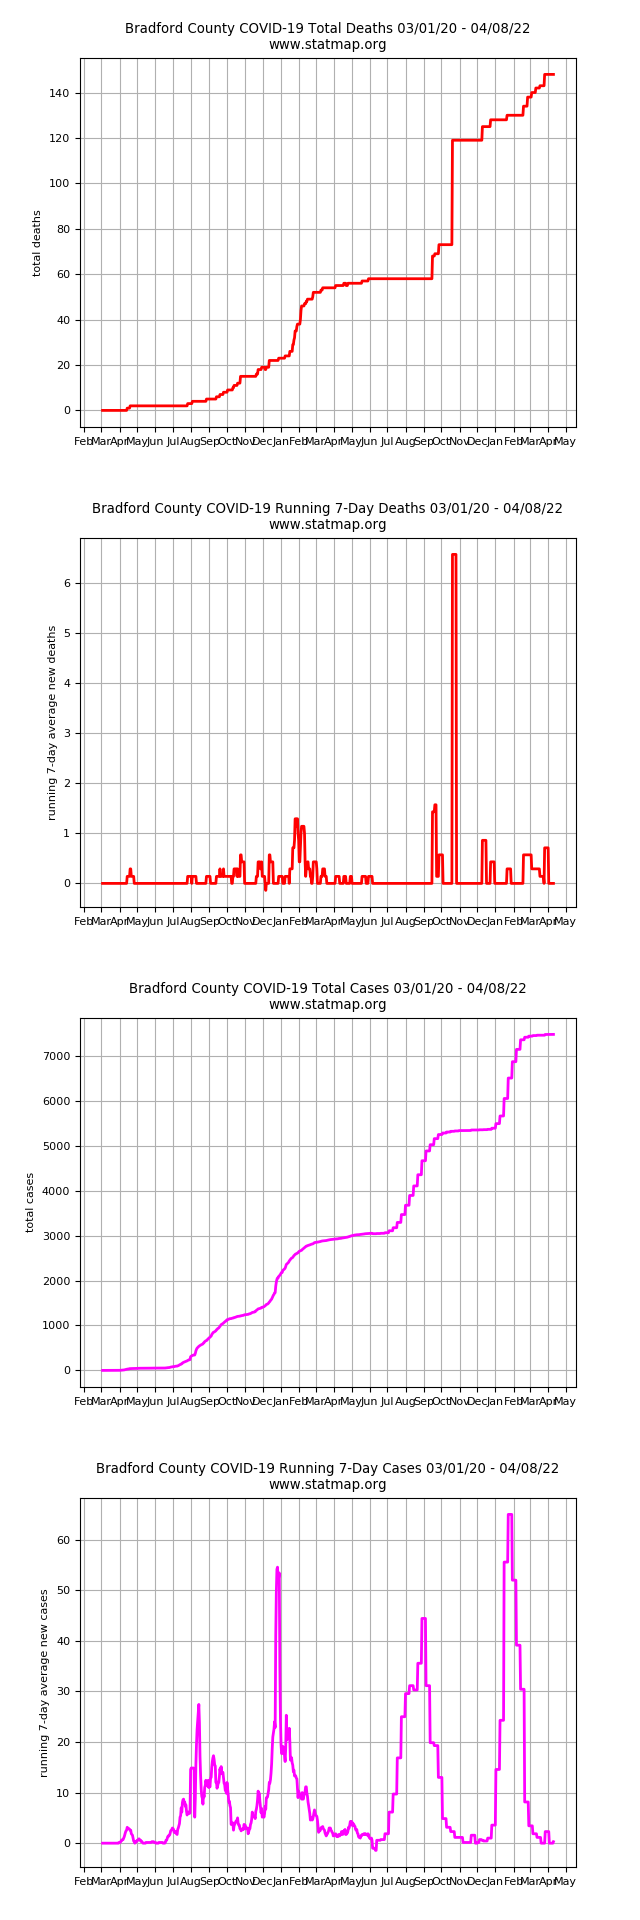 Bradford County COVID-19 Total Deaths 03/01/20 - 04/08/22
www.statmap.org
total deaths
140
120
100
80
60
40
20
0
Feb Mar Apr May Jun Jul Aug Sep Oct Nov Dec Jan Feb Mar Apr May Jun Jul Aug Sep Oct Nov Dec Jan Feb Mar Apr May
Bradford County COVID-19 Running 7-Day Deaths 03/01/20 - 04/08/22
www.statmap.org
running 7-day average new deaths
6
5
4
3
2
1
0
Feb Mar Apr May Jun Jul Aug Sep Oct Nov Dec Jan Feb Mar Apr May Jun Jul Aug Sep Oct Nov Dec Jan Feb Mar Apr May
Bradford County COVID-19 Total Cases 03/01/20 - 04/08/22
www.statmap.org
total cases
7000
6000
5000
4000
3000
2000
1000
0
Feb Mar Apr May Jun Jul Aug Sep Oct Nov Dec Jan Feb Mar Apr May Jun Jul Aug Sep Oct Nov Dec Jan Feb Mar Apr May
Bradford County COVID-19 Running 7-Day Cases 03/01/20 - 04/08/22
www.statmap.org
running 7-day average new cases
60
50
40
30
20
10
0
Feb Mar Apr May Jun Jul Aug Sep Oct Nov Dec Jan Feb Mar Apr May Jun Jul Aug Sep Oct Nov Dec Jan Feb Mar Apr May